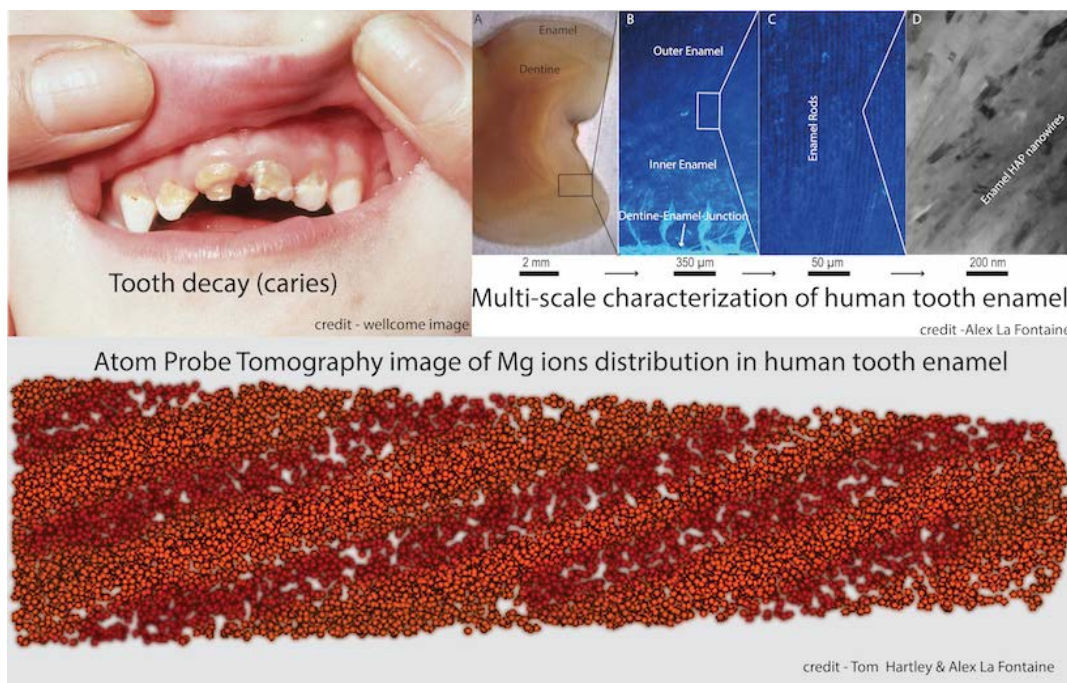 Tooth decay (caries)
credit - wellcome image
A
Enamel
Dentine
B
Outer Enamel
Inner Enamel
Dentine-Enamel-Junction
C
Enamel Rods
D
Enamel HAP nanowires
2 mm
350 µm
50 µm
200 nm
Multi-scale characterization of human tooth enamel
credit -Alex La Fontaine
Atom Probe Tomography image of Mg ions distribution in human tooth enamel
credit - Tom Hartley & Alex La Fontaine